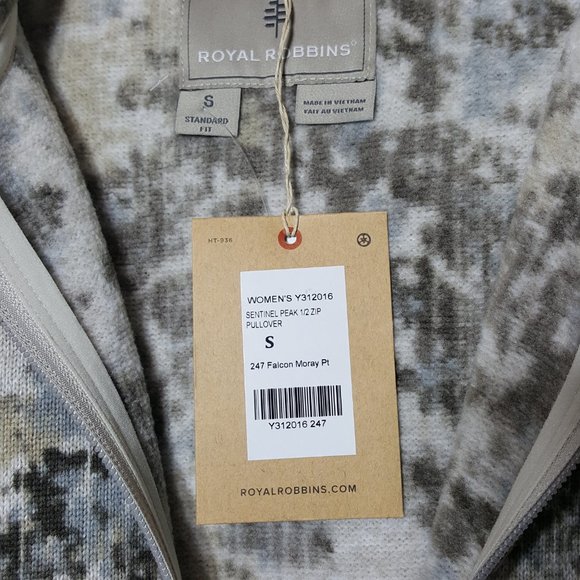 ROYAL ROBBINS
S
STANDARD
FIT
MADE IN VIETNAM
FAIT AU VIETNAM
HT-936
WOMEN'S Y312016
SENTINEL PEAK 1/2 ZIP
PULLOVER
S
247 Falcon Moray Pt
Y312016 247
ROYALROBBINS.COM